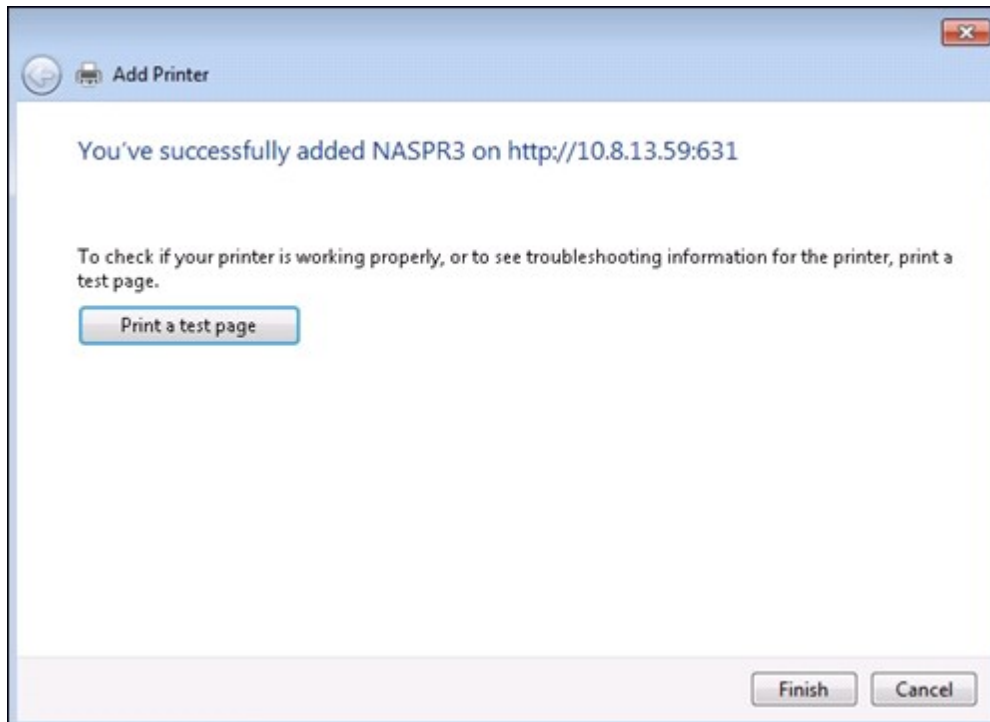 Add Printer
You've successfully added NASPR3 on http://10.8.13.59:631
To check if your printer is working properly, or to see troubleshooting information for the printer, print a
test page.
Print a test page
Finish Cancel